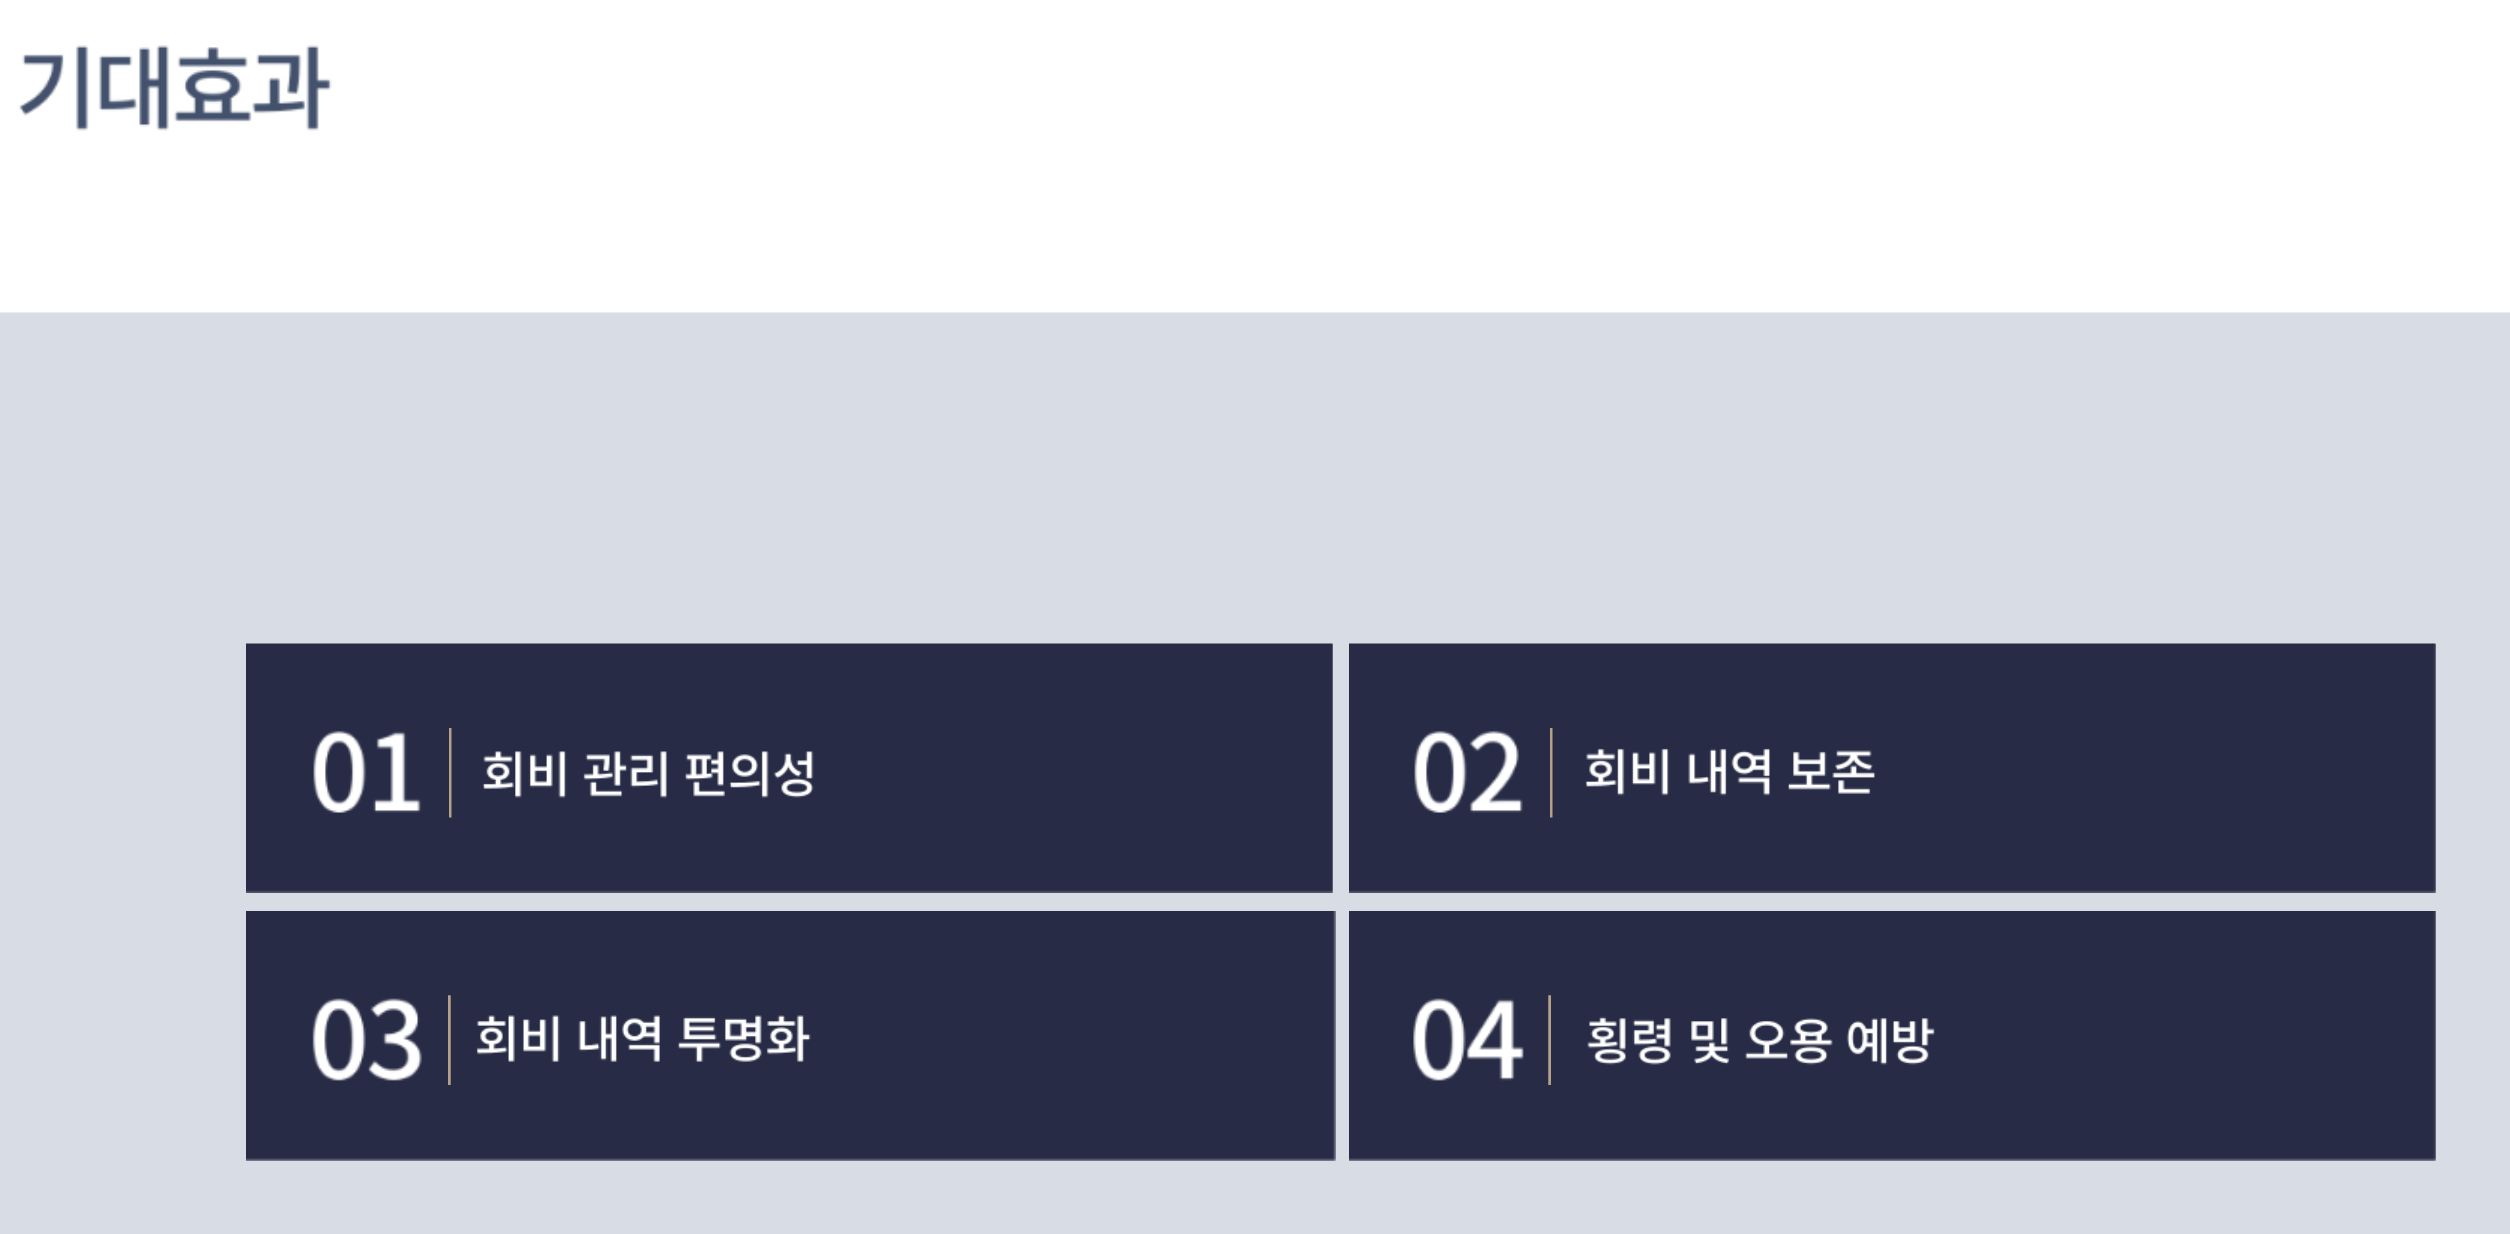 기대효과
01 회비 관리 편의성
02 회비 내역 보존
03 회비 내역 투명화
04 횡령 및 오용 예방